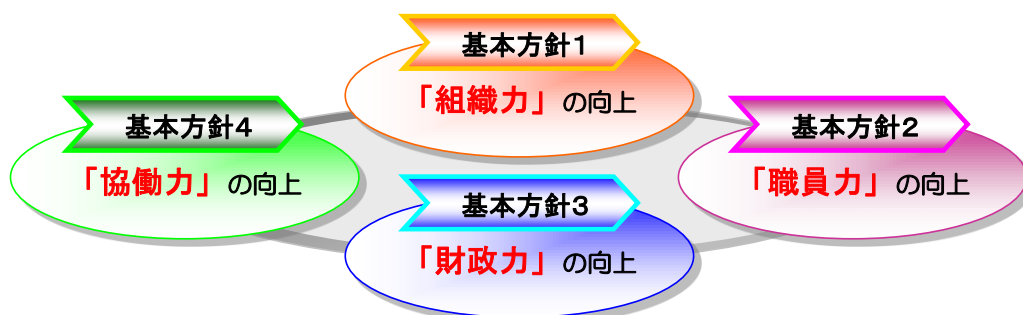 基本方針1
「組織力」の向上
基本方針4
「協働力」の向上
基本方針2
「職員力」の向上
基本方針3
「財政力」の向上